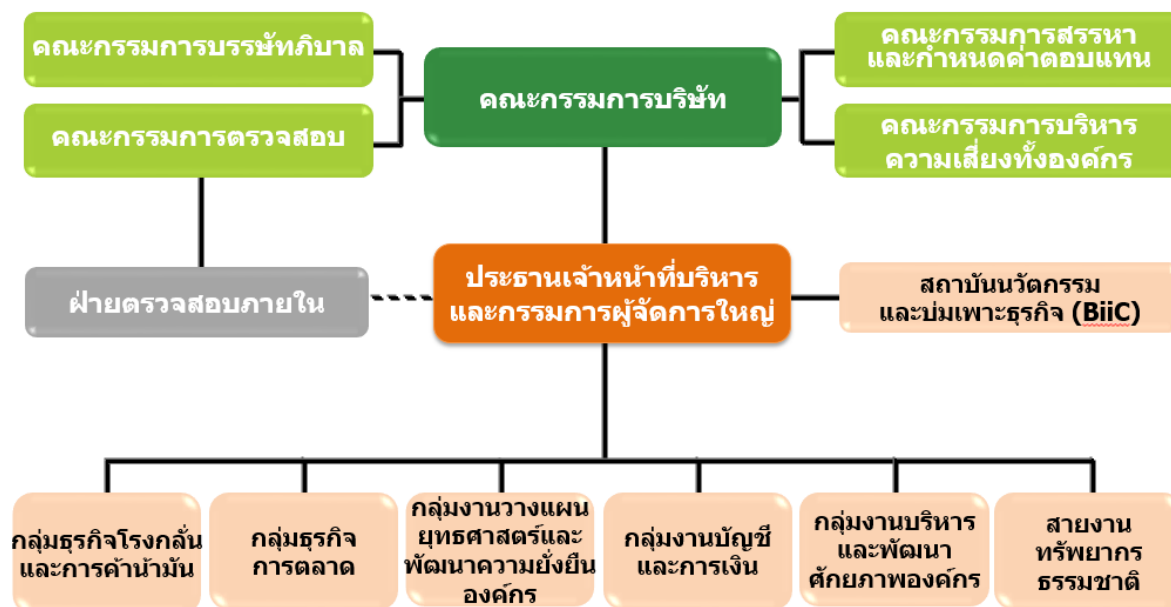 คณะกรรมการบรรษัทภิบาล
คณะกรรมการตรวจสอบ
คณะกรรมการบริษัท
คณะกรรมการสรรหา
และกำหนดค่าตอบแทน
คณะกรรมการบริหาร
ความเสี่ยงทั้งองค์กร
ฝ่ายตรวจสอบภายใน
ประธานเจ้าหน้าที่บริหาร
และกรรมการผู้จัดการใหญ่
สถาบันนวัตกรรม
และบ่มเพาะธุรกิจ (BiiC)
กลุ่มธุรกิจโรงกลั่น
และการค้าน้ำมัน
กลุ่มธุรกิจ
การตลาด
กลุ่มงานวางแผน
ยุทธศาสตร์และ
พัฒนาความยั่งยืน
องค์กร
กลุ่มงานบัญชี
และการเงิน
กลุ่มงานบริหาร
และพัฒนา
ศักยภาพองค์กร
สายงาน
ทรัพยากร
ธรรมชาติ